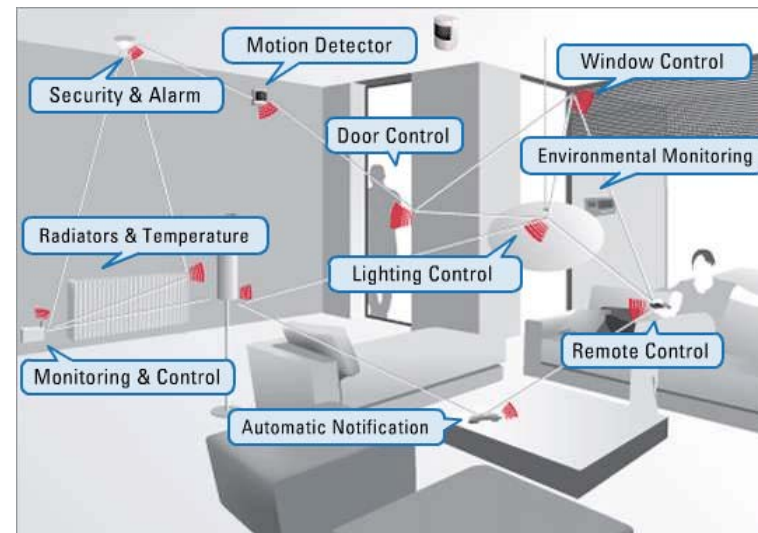 Motion Detector
Window Control
Security & Alarm
Door Control
Environmental Monitoring
Radiators & Temperature
Lighting Control
Remote Control
Monitoring & Control
Automatic Notification